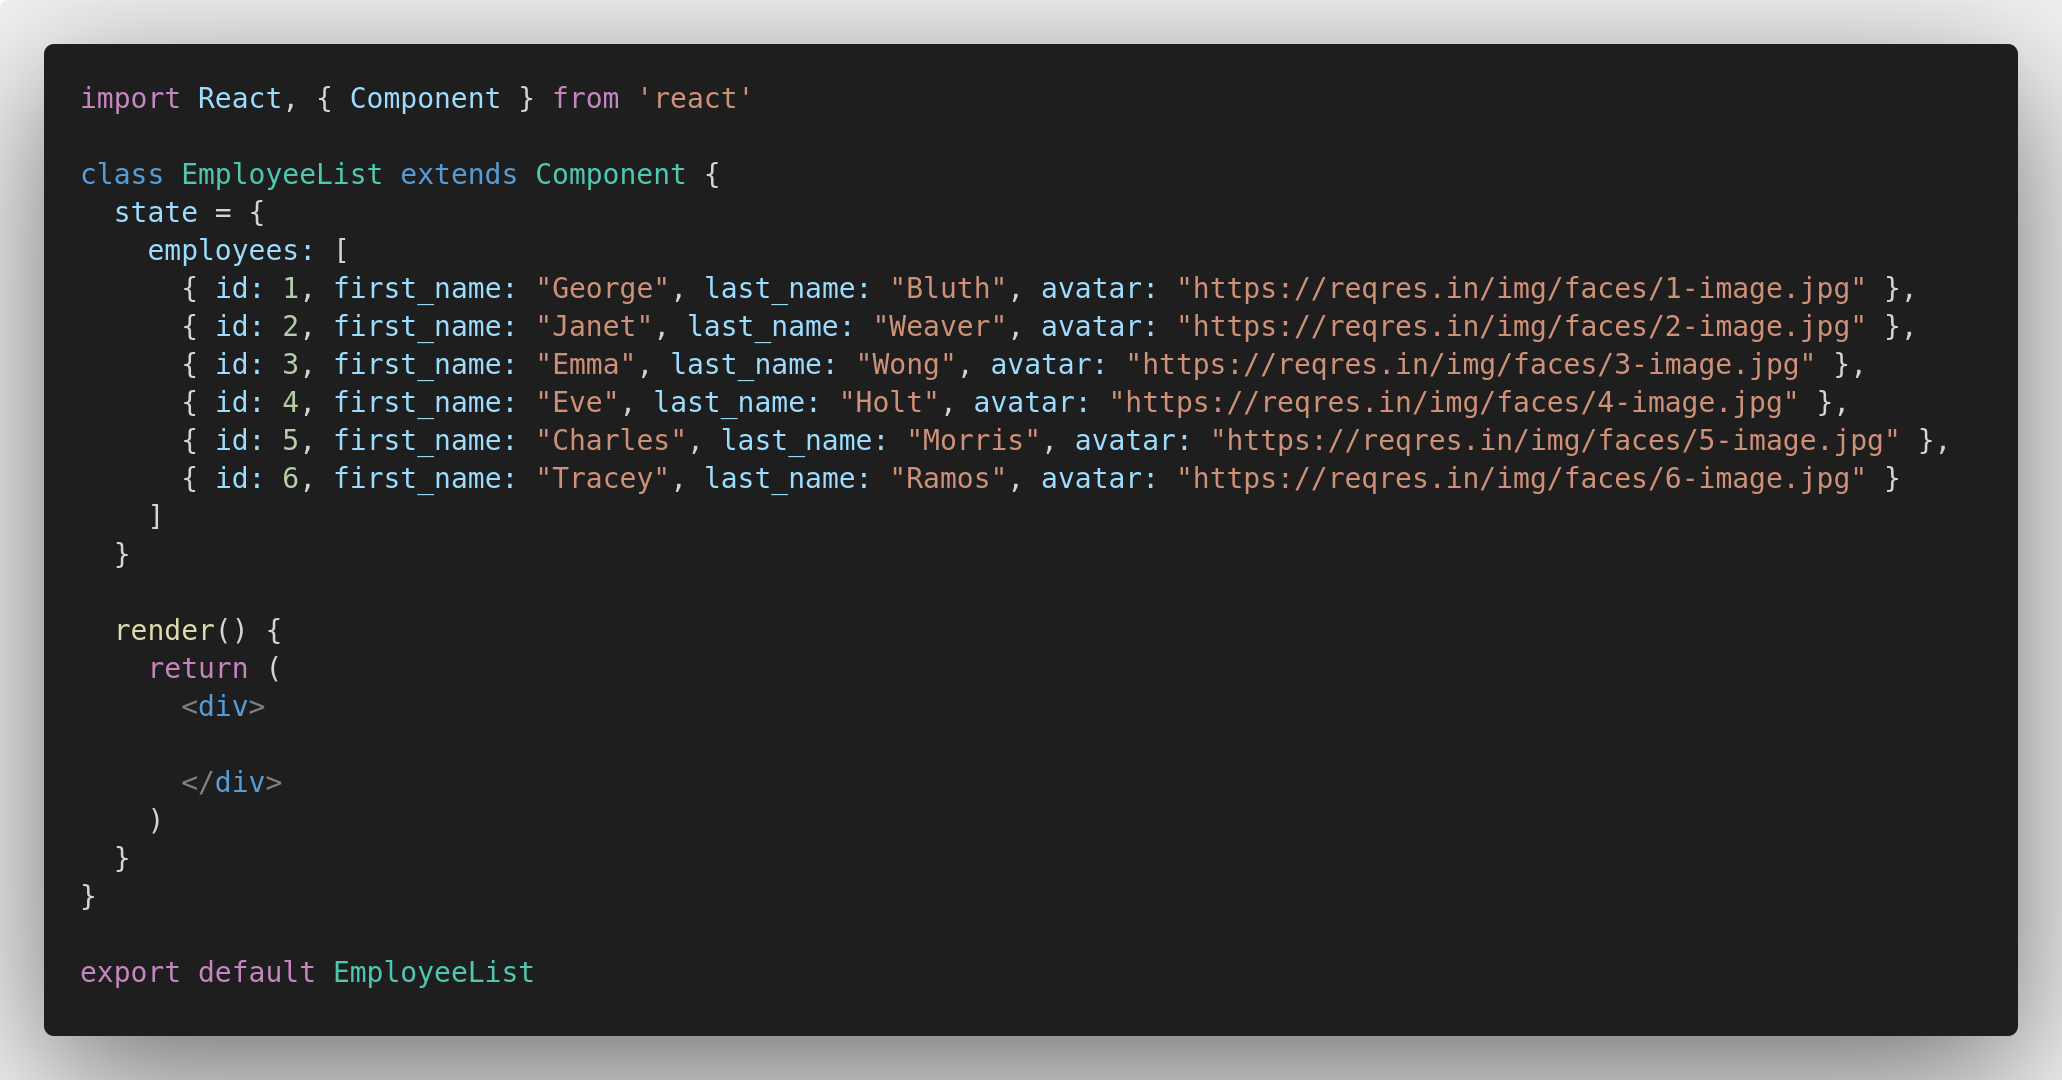 import React, { Component } from 'react'
class EmployeeList extends Component {
state = {
employees: [
{ id: 1, first_name: "George", last_name: "Bluth", avatar: "https://reqres.in/img/faces/1-image.jpg" },
{ id: 2, first_name: "Janet", last_name: "Weaver", avatar: "https://reqres.in/img/faces/2-image.jpg" },
{ id: 3, first_name: "Emma", last_name: "Wong", avatar: "https://reqres.in/img/faces/3-image.jpg" },
{ id: 4, first_name: "Eve", last_name: "Holt", avatar: "https://reqres.in/img/faces/4-image.jpg" },
{ id: 5, first_name: "Charles", last_name: "Morris", avatar: "https://reqres.in/img/faces/5-image.jpg" },
{ id: 6, first_name: "Tracey", last_name: "Ramos", avatar: "https://reqres.in/img/faces/6-image.jpg" }
]
}
render() {
return (
<div>
</div>
)
}
}
export default EmployeeList